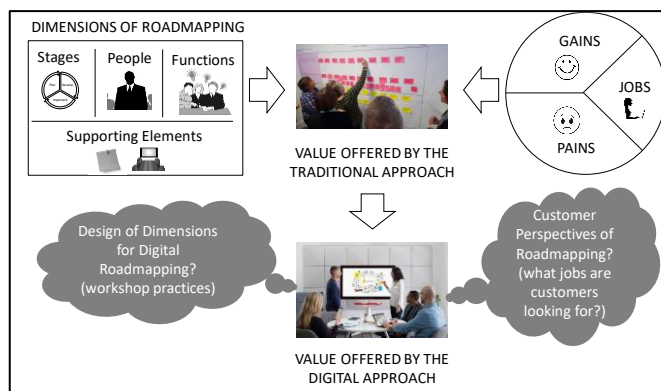 DIMENSIONS OF ROADMAPPING
Stages
People
Functions
Supporting Elements
GAINS
JOBS
PAINS
VALUE OFFERED BY THE
TRADITIONAL APPROACH
Design of Dimensions
for Digital
Roadmapping?
(workshop practices)
Customer
Perspectives of
Roadmapping?
(what jobs are
customers
looking for?)
VALUE OFFERED BY THE
DIGITAL APPROACH